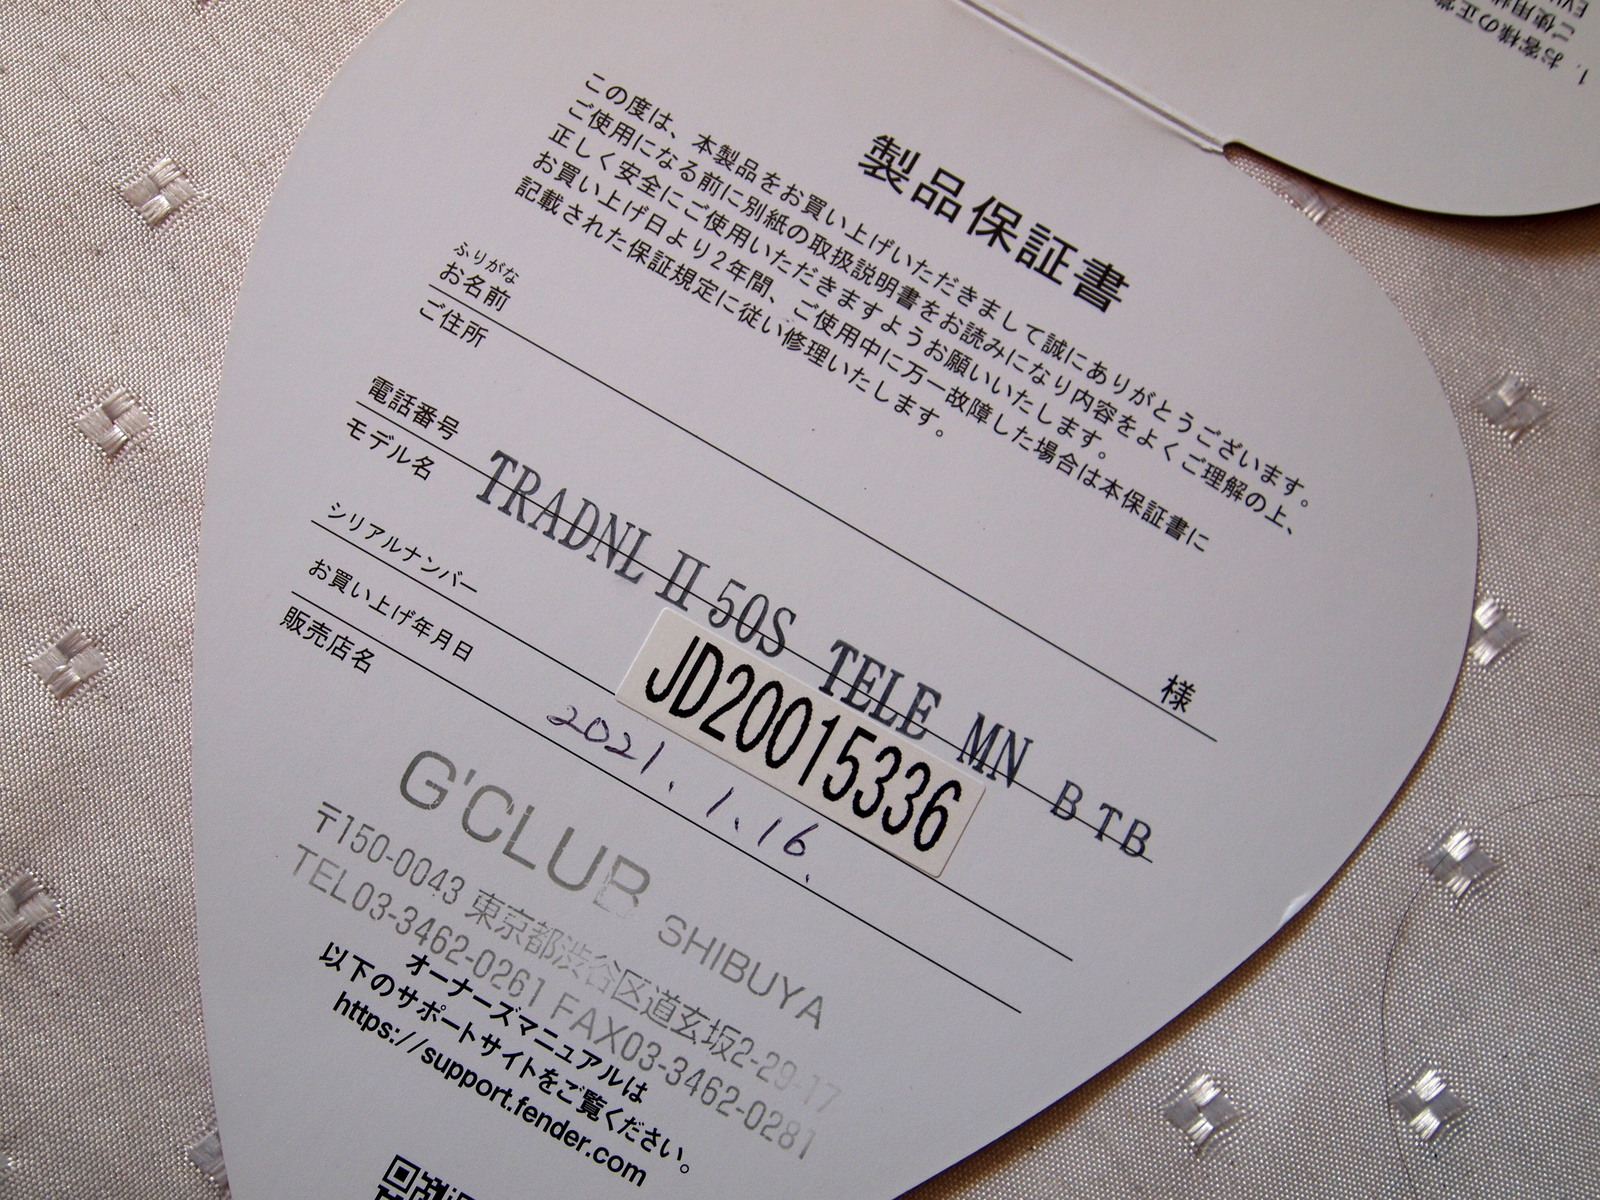 製品保証書
この度は、本製品をお買い上げいただきまして誠にありがとうございます。
ご使用になる前に別紙の取扱説明書をお読みになり内容をよくご理解の上、
正しく安全にご使用いただきますようお願いいたします。
お買い上げ日より2年間、ご使用中に万一故障した場合は本保証書に
記載された保証規定に従い修理いたします。
ふりがな
お名前 様
ご住所
電話番号
モデル名 TRADNL II 50S TELE MN BTB
シリアルナンバー JD20015336
お買い上げ年月日 2021.1.16.
販売店名
G'CLUB SHIBUYA
〒150-0043 東京都渋谷区道玄坂2-29-17
TEL03-3462-0261 FAX03-3462-0281
オーナーズマニュアルは
以下のサポートサイトをご覧ください。
https://support.fender.com
1. お客様の正常
ご使用